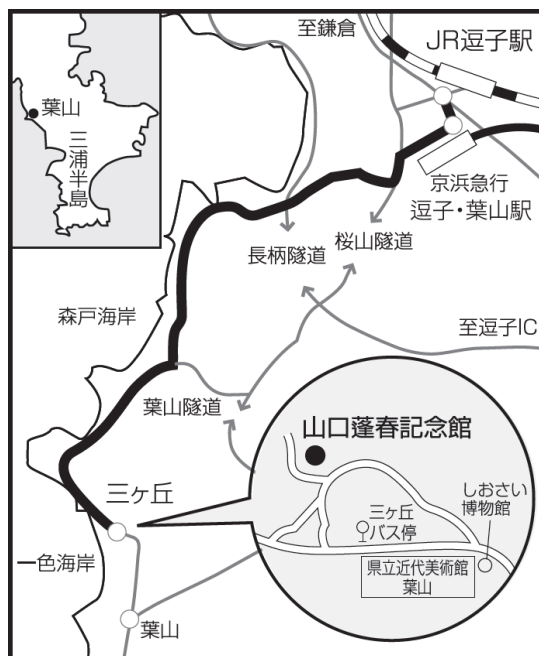 至鎌倉
JR逗子駅
葉山
三浦半島
京浜急行
逗子・葉山駅
桜山隧道
長柄隧道
森戸海岸
至逗子IC
葉山隧道
山口蓬春記念館
三ヶ丘
しおさい
博物館
三ヶ丘
バス停
県立近代美術館
葉山
一色海岸
葉山